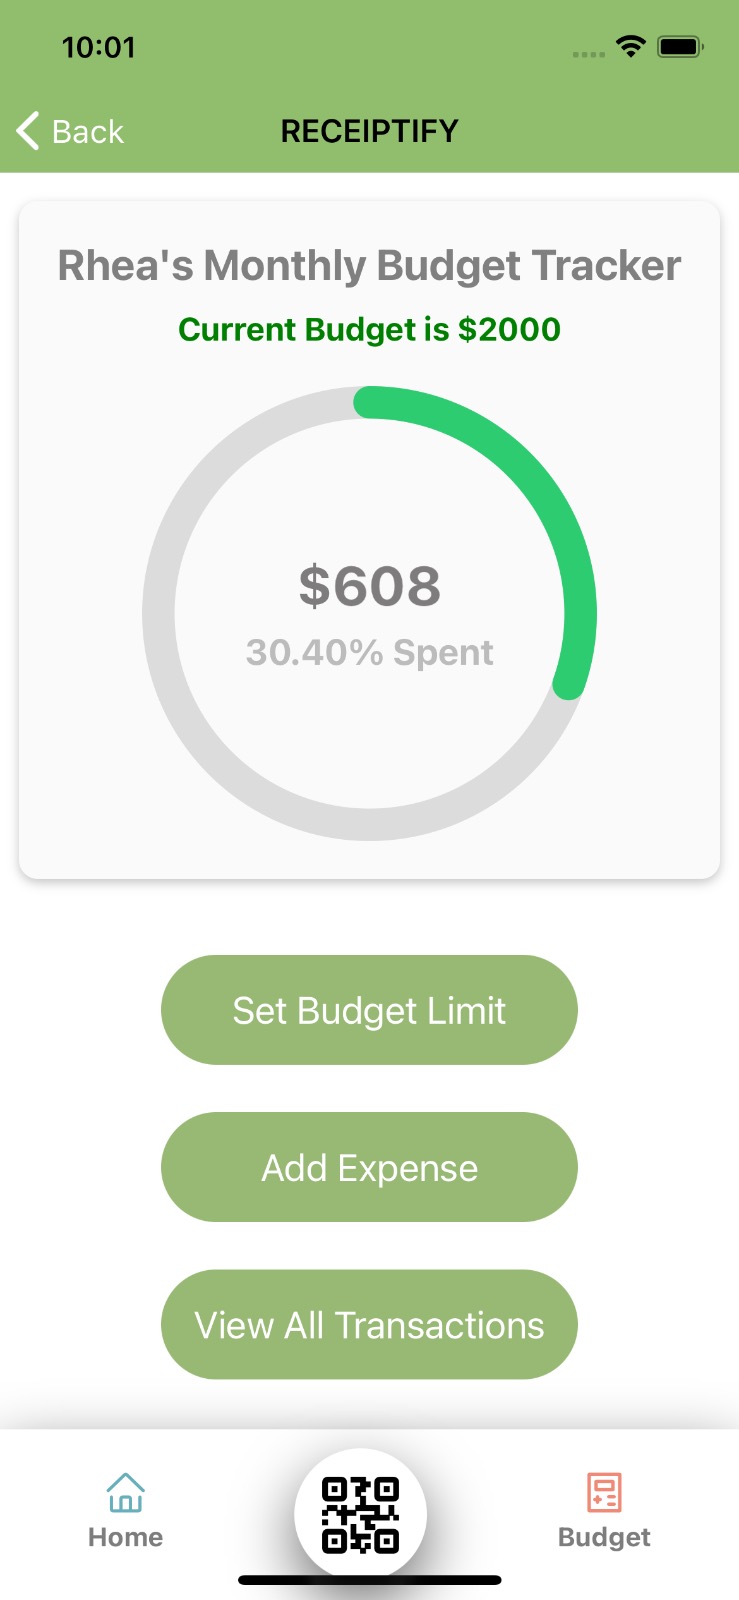 10:01
Back
RECEIPTIFY
Rhea's Monthly Budget Tracker
Current Budget is $2000
$608
30.40% Spent
Set Budget Limit
Add Expense
View All Transactions
Home
Budget